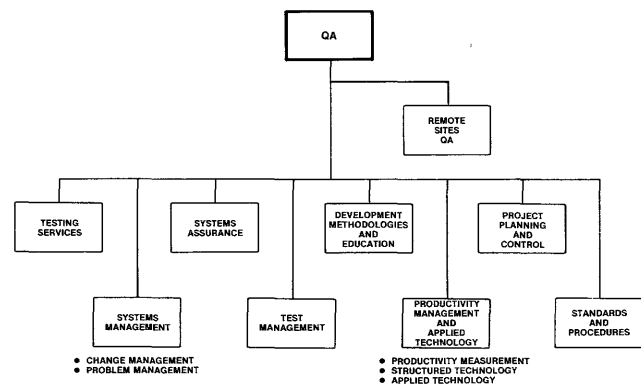 QA
REMOTE
SITES
QA
TESTING
SERVICES
SYSTEMS
ASSURANCE
DEVELOPMENT
METHODOLOGIES
AND
EDUCATION
PROJECT
PLANNING
AND
CONTROL
SYSTEMS
MANAGEMENT
● CHANGE MANAGEMENT
● PROBLEM MANAGEMENT
TEST
MANAGEMENT
PRODUCTIVITY
MANAGEMENT
AND
APPLIED
TECHNOLOGY
● PRODUCTIVITY MEASUREMENT
● STRUCTURED TECHNOLOGY
● APPLIED TECHNOLOGY
STANDARDS
AND
PROCEDURES